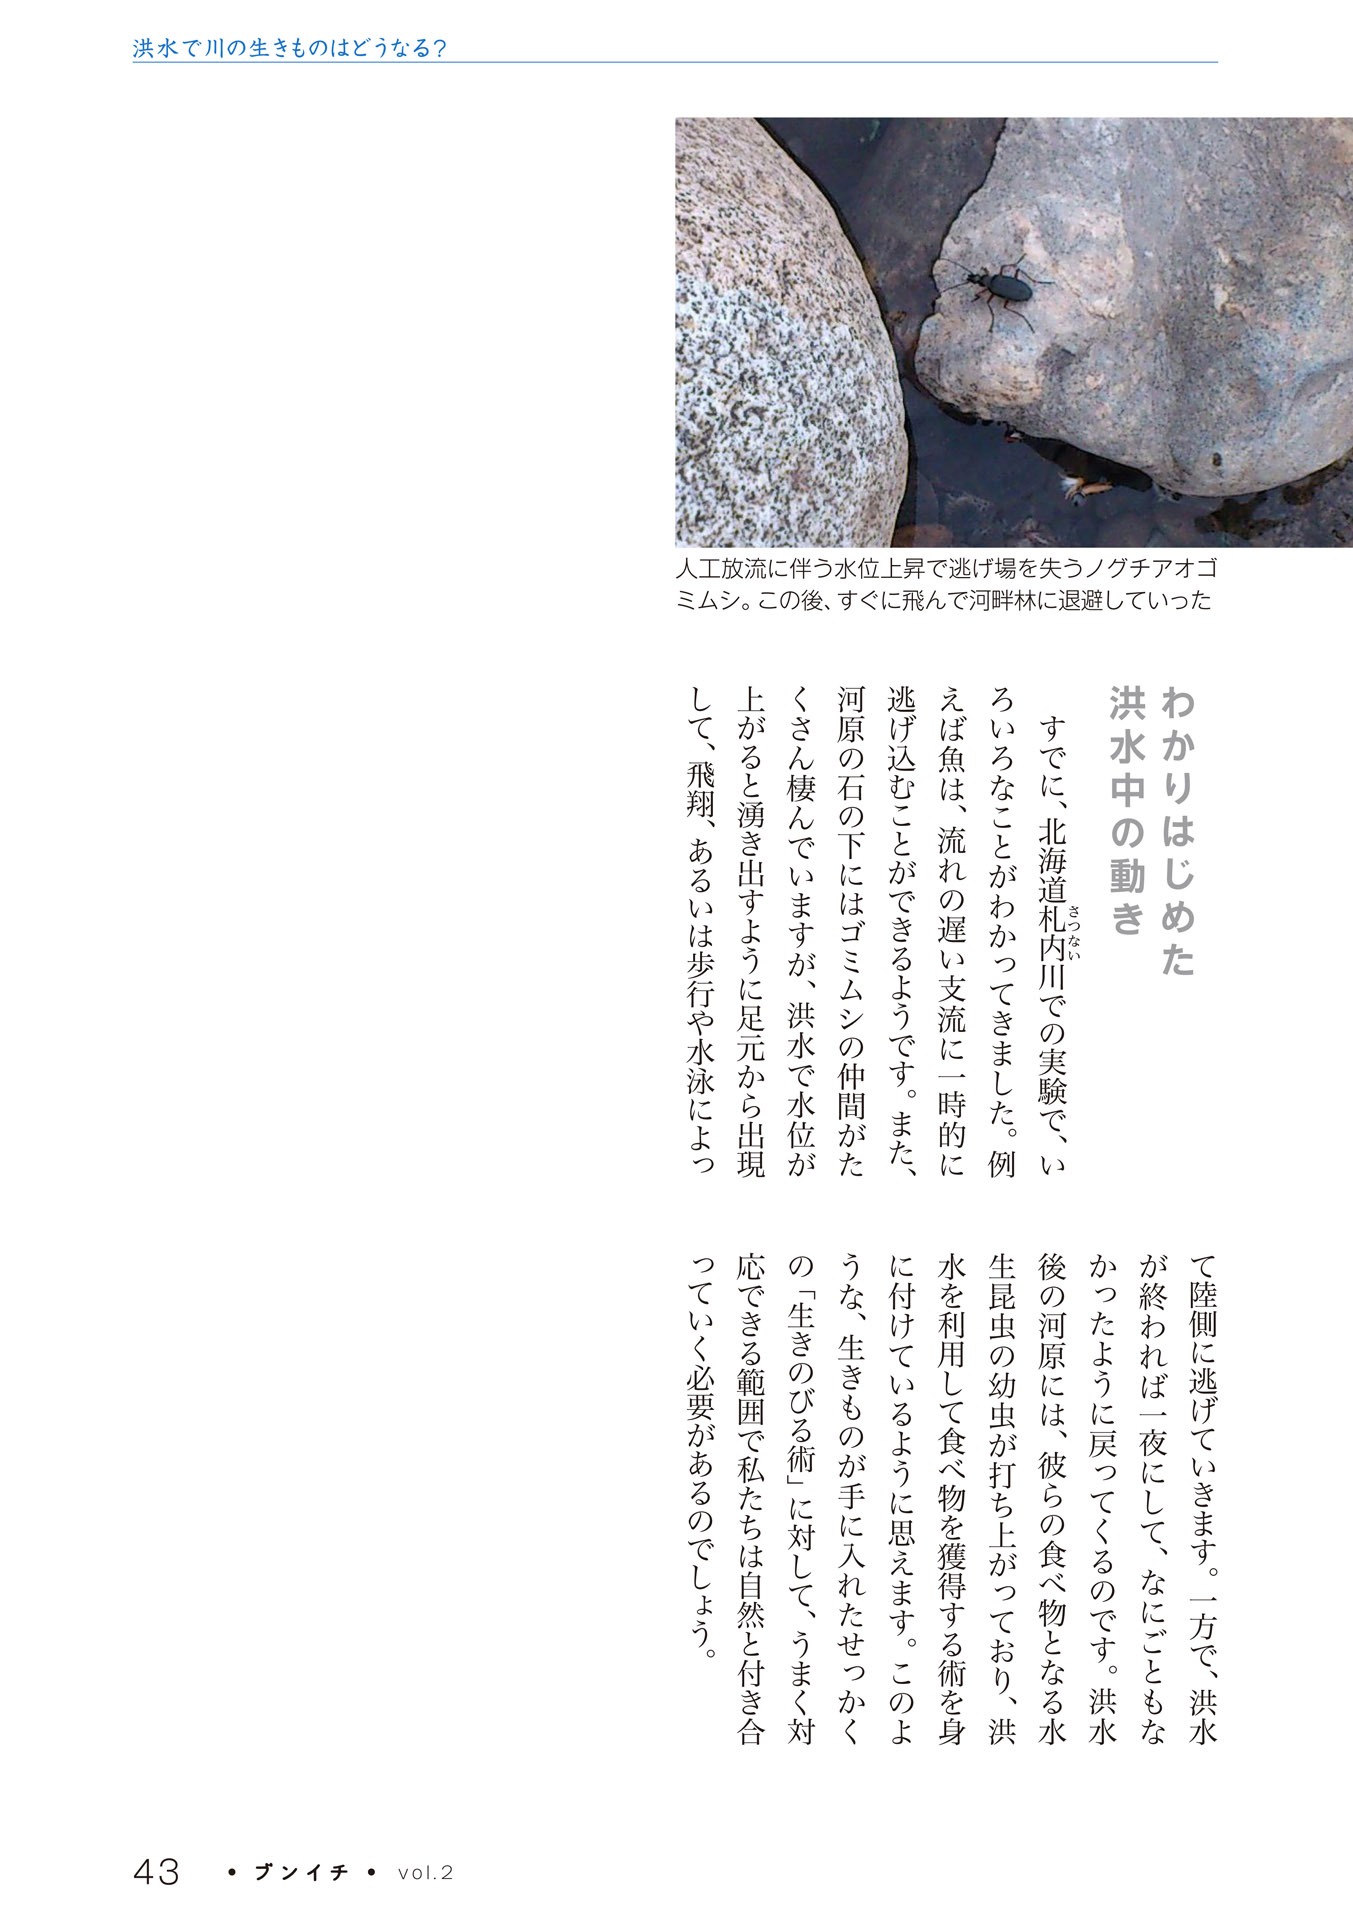 洪水で川の生きものはどうなる?
人工放流に伴う水位上昇で逃げ場を失うノグチアオゴ
ミムシ。この後、すぐに飛んで河畔林に退避していった
わかりはじめた
洪水中の動き
すでに、北海道札内川での実験で、い
さつない
ろいろなことがわかってきました。例
えば魚は、流れの遅い支流に一時的に
逃げ込むことができるようです。また、
河原の石の下にはゴミムシの仲間がた
くさん棲んでいますが、洪水で水位が
上がると湧き出すように足元から出現
して、飛翔、あるいは歩行や水泳によっ
て陸側に逃げていきます。一方で、洪水
が終われば一夜にして、なにごともな
かったように戻ってくるのです。洪水
後の河原には、彼らの食べ物となる水
生昆虫の幼虫が打ち上がっており、洪
水を利用して食べ物を獲得する術を身
に付けているように思えます。このよ
うな、生きものが手に入れたせっかく
の「生きのびる術」に対して、うまく対
応できる範囲で私たちは自然と付き合
っていく必要があるのでしょう。
43 • ブンイチ • vol.2